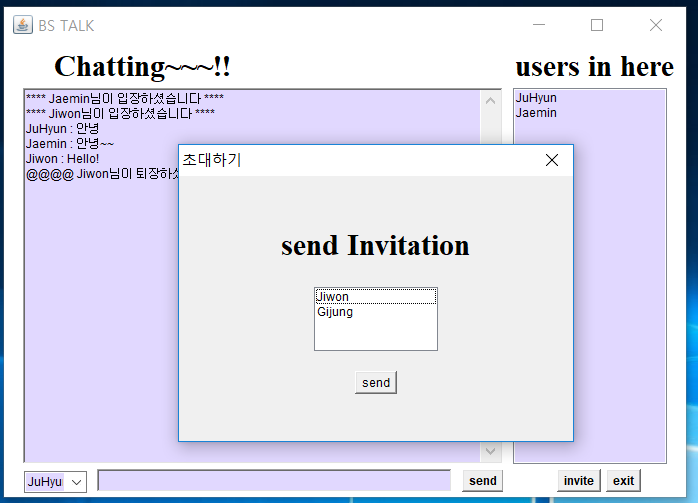 BS TALK
Chatting~~~!!
users in here
**** Jaemin님이 입장하셨습니다 ****
**** Jiwon님이 입장하셨습니다 ****
JuHyun : 안녕
Jaemin : 안녕~~
Jiwon : Hello!
@@@@ Jiwon님이 퇴장하셨
JuHyun
Jaemin
초대하기
send Invitation
Jiwon
Gijung
send
JuHyu
send
invite
exit